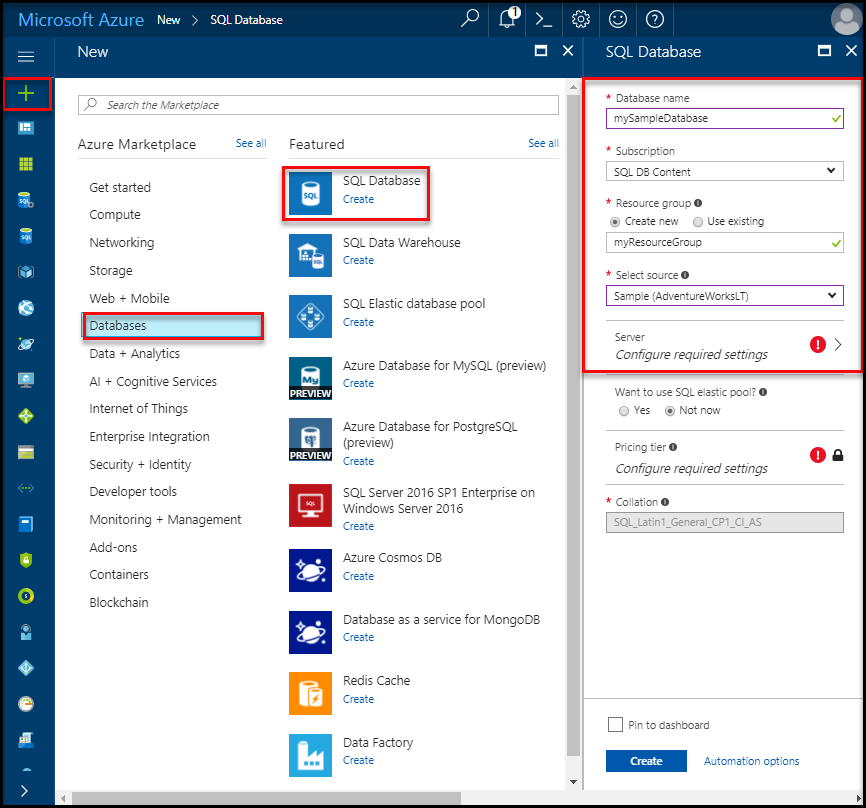 Microsoft Azure New > SQL Database
1
New
SQL Database
Search the Marketplace
Azure Marketplace See all
Get started
Compute
Networking
Storage
Web + Mobile
Databases
Data + Analytics
AI + Cognitive Services
Internet of Things
Enterprise Integration
Security + Identity
Developer tools
Monitoring + Management
Add-ons
Containers
Blockchain
Featured See all
SQL
SQL Database
Create
SQL Data Warehouse
Create
SQL Elastic database pool
Create
My
PREVIEW
Azure Database for MySQL (preview)
Create
PREVIEW
Azure Database for PostgreSQL
(preview)
Create
SQL
SQL Server 2016 SP1 Enterprise on
Windows Server 2016
Create
Azure Cosmos DB
Create
Database as a service for MongoDB
Create
Redis Cache
Create
Data Factory
Create
* Database name
mySampleDatabase
* Subscription
SQL DB Content
* Resource group
Create new Use existing
myResourceGroup
* Select source
Sample (AdventureWorksLT)
Server
Configure required settings
Want to use SQL elastic pool?
Yes Not now
Pricing tier
Configure required settings
* Collation
SQL_Latin1_General_CP1_CI_AS
Pin to dashboard
Create Automation options